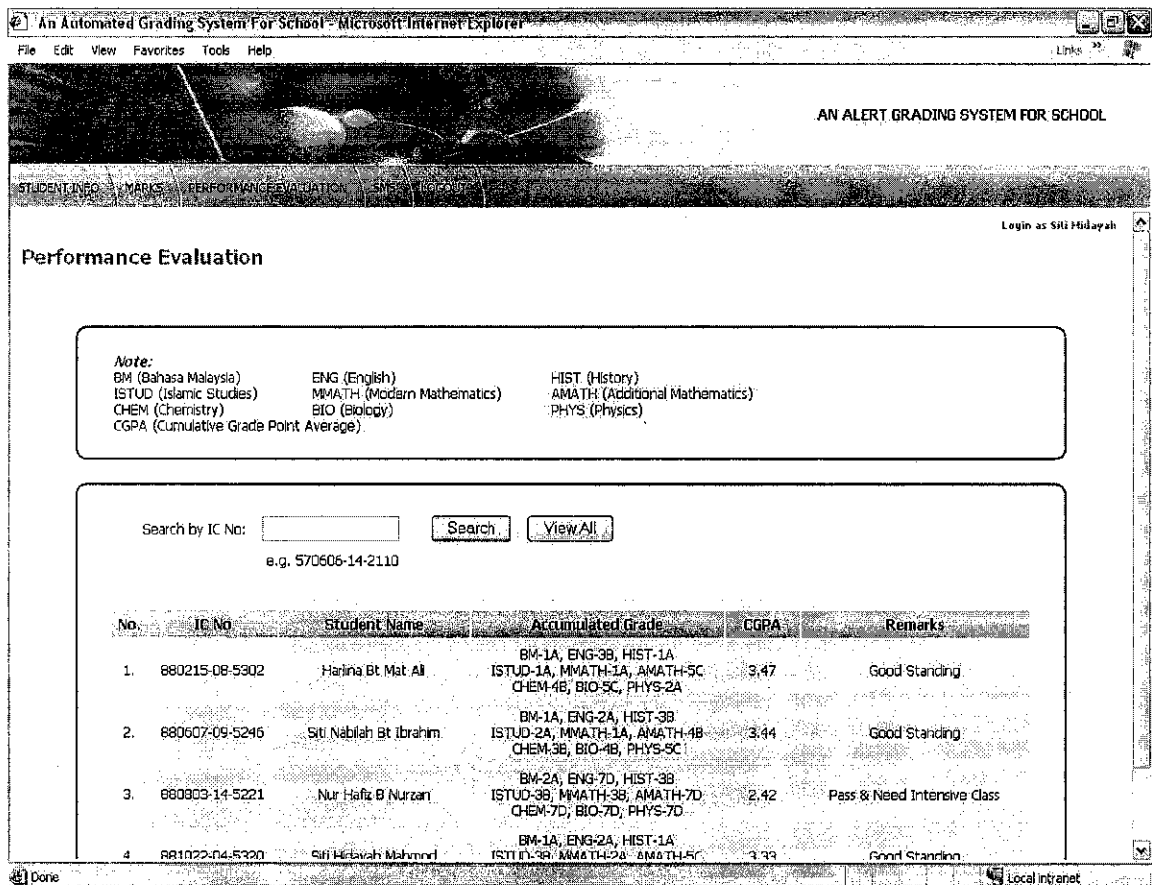 An Automated Grading System For School - Microsoft Internet Explorer
File Edit View Favorites Tools Help
Links »
AN ALERT GRADING SYSTEM FOR SCHOOL
STUDENT INFO MARKS PERFORMANCE EVALUATION SMS LOGOUT
Login as Siti Hidayah
Performance Evaluation
Note:
BM (Bahasa Malaysia) ENG (English) HIST (History)
ISTUD (Islamic Studies) MMATH (Modern Mathematics) AMATH (Additional Mathematics)
CHEM (Chemistry) BIO (Biology) PHYS (Physics)
CGPA (Cumulative Grade Point Average)
Search by IC No: Search View All
e.g. 570606-14-2110
No. IC No Student Name Accumulated Grade CGPA Remarks
BM-1A, ENG-3B, HIST-1A
1. 880215-08-5302 Harlina Bt Mat Ali ISTUD-1A, MMATH-1A, AMATH-5C 3.47 Good Standing
CHEM-4B, BIO-5C, PHYS-2A
BM-1A, ENG-2A, HIST-3B
2. 880607-09-5246 Siti Nabilah Bt Ibrahim ISTUD-2A, MMATH-1A, AMATH-4B 3.44 Good Standing
CHEM-3B, BIO-4B, PHYS-5C
BM-2A, ENG-7D, HIST-3B
3. 880803-14-5221 Nur Hafiz B Nurzan ISTUD-3B, MMATH-3B, AMATH-7D 2.42 Pass & Need Intensive Class
CHEM-7D, BIO-7D, PHYS-7D
BM-1A, ENG-2A, HIST-1A
4 881022-04-5320 Siti Hidayah Mahmod ISTUD-3B, MMATH-2A, AMATH-5C 3.33 Good Standing
Done Local intranet